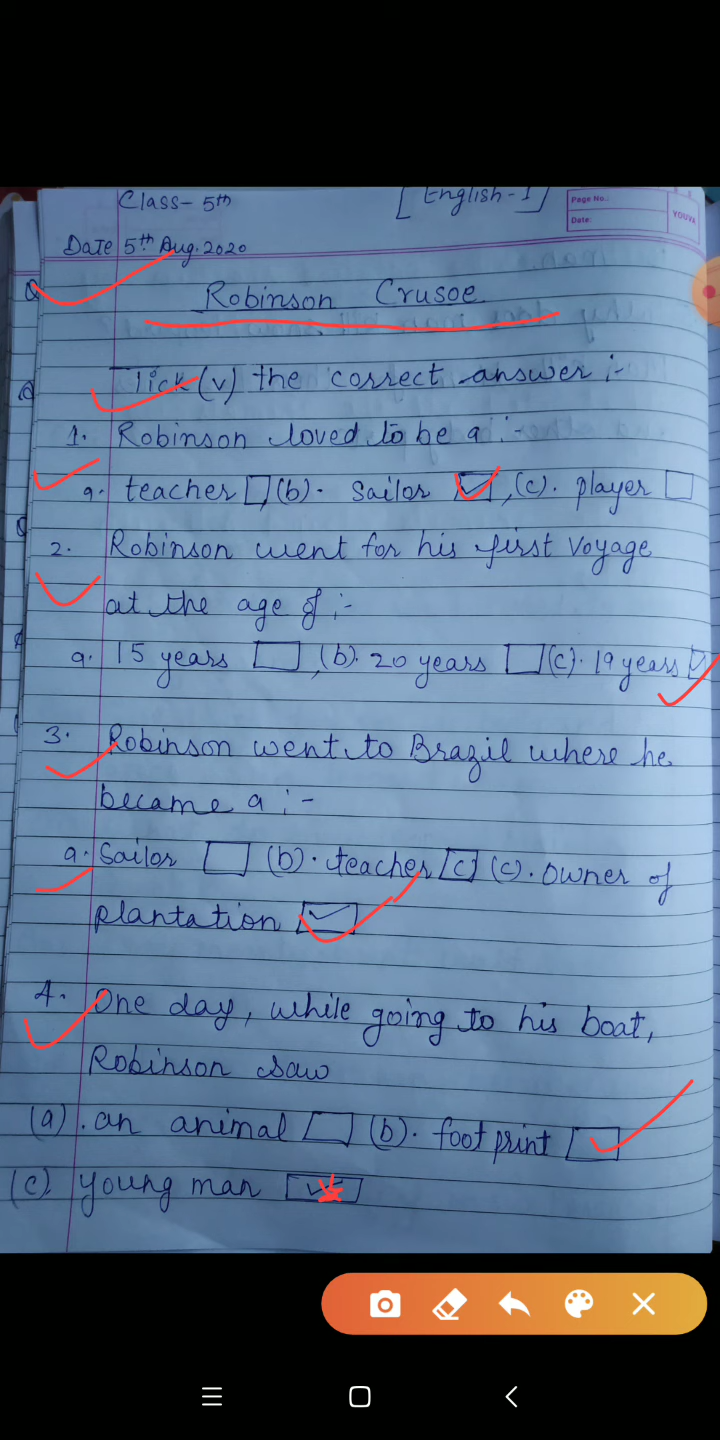 Class- 5th [English-1]
Page No.:
Date: YOUVA
Date 5th Aug. 2020
Robinson Crusoe
Tick (v) the correct answer :-
1. Robinson loved to be a :-
a. teacher (b). Sailor ✓, (c). player
2. Robinson went for his first Voyage
at the age of :-
a. 15 years , (b). 20 years (c). 19 years ✓
3. Robinson went to Brazil where he
became a :-
a. Sailor (b). teacher [c] (c). owner of
plantation ✓
4. One day, while going to his boat,
Robinson saw
(a). an animal (b). foot print
(c). young man